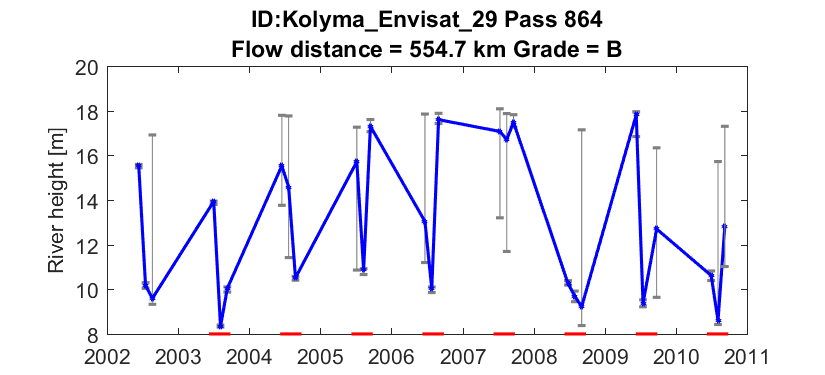 ID:Kolyma_Envisat_29 Pass 864
Flow distance = 554.7 km Grade = B
River height [m]
20
18
16
14
12
10
8
2002 2003 2004 2005 2006 2007 2008 2009 2010 2011